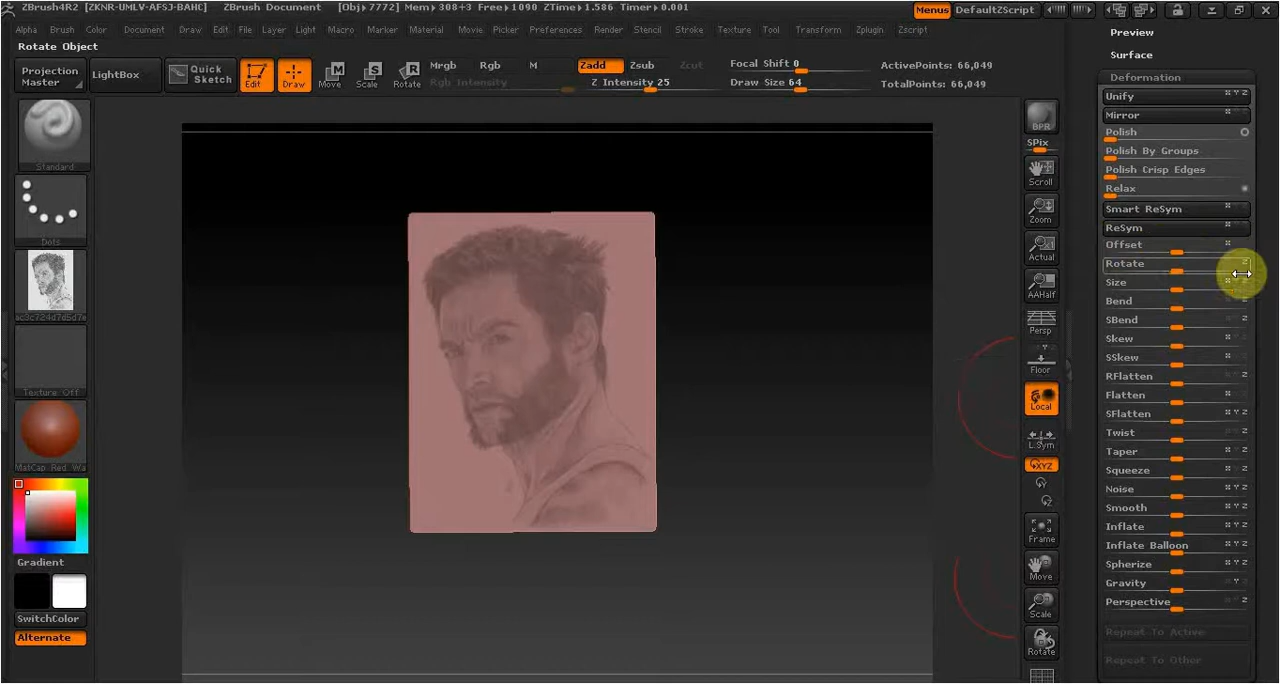 ZBrush4R2 [ZKNR-UMLV-AFSJ-BAHC] ZBrush Document [Obj▸7772] Mem▸308+3 Free▸1090 ZTime▸1.586 Timer▸0.001 Menus DefaultZScript
Alpha Brush Color Document Draw Edit File Layer Light Macro Marker Material Movie Picker Preferences Render Stencil Stroke Texture Tool Transform Zplugin Zscript
Rotate Object
Projection
Master
LightBox
Quick
Sketch
Edit
Draw
Move
Scale
Rotate
Mrgb Rgb M
Rgb Intensity
Zadd Zsub Zcut
Z Intensity 25
Focal Shift 0
Draw Size 64
ActivePoints: 66,049
TotalPoints: 66,049
Standard
Dots
ac9c724d7d5d7e
Texture Off
MatCap Red Wa
Gradient
SwitchColor
Alternate
BPR
SPix
Scroll
Zoom
Actual
AAHalf
Persp
Floor
Local
L.Sym
XYZ
Frame
Move
Scale
Rotate
Preview
Surface
Deformation
Unify X Y Z
Mirror X
Polish
Polish By Groups
Polish Crisp Edges
Relax
Smart ReSym X
ReSym X
Offset X
Rotate Z
Size X Y Z
Bend Z
SBend Z
Skew X
SSkew X
RFlatten Z
Flatten X
SFlatten X Y Z
Twist Z
Taper Z
Squeeze Z
Noise X Y Z
Smooth X Y Z
Inflate X Y Z
Inflate Balloon X Y Z
Spherize X Y Z
Gravity Y
Perspective Z
Repeat To Active
Repeat To Other